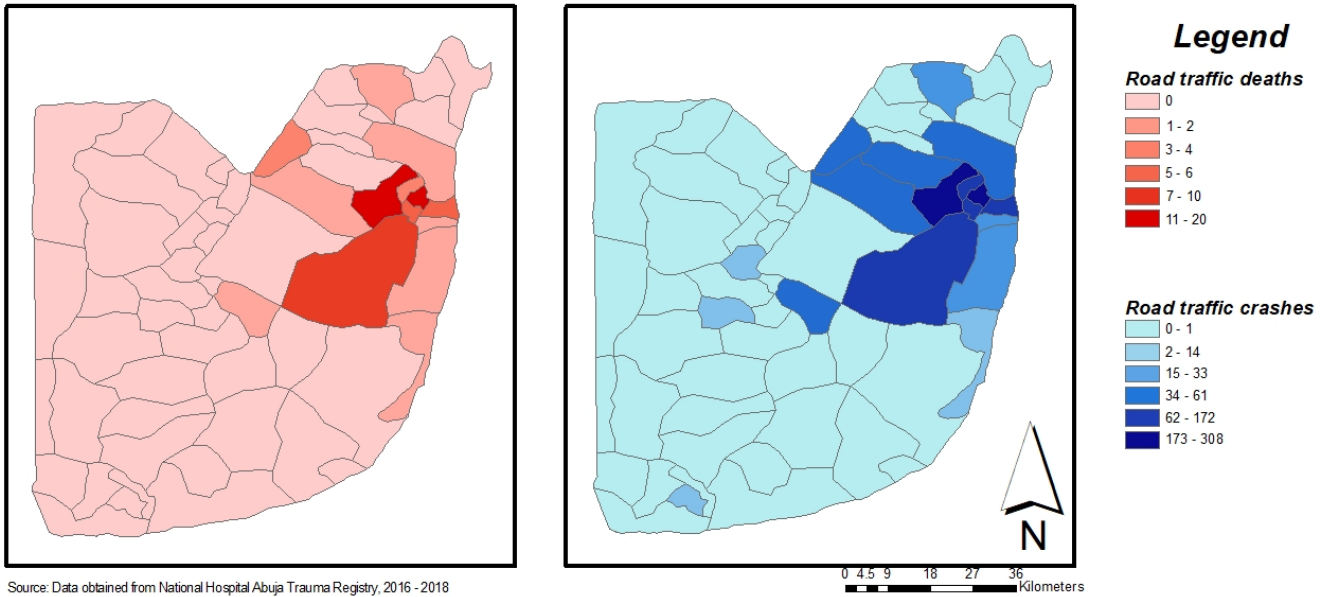 Legend
Road traffic deaths
0
1 - 2
3 - 4
5 - 6
7 - 10
11 - 20
Road traffic crashes
0 - 1
2 - 14
15 - 33
34 - 61
62 - 172
173 - 308
N
0 4.5 9 18 27 36
Kilometers
Source: Data obtained from National Hospital Abuja Trauma Registry, 2016 - 2018